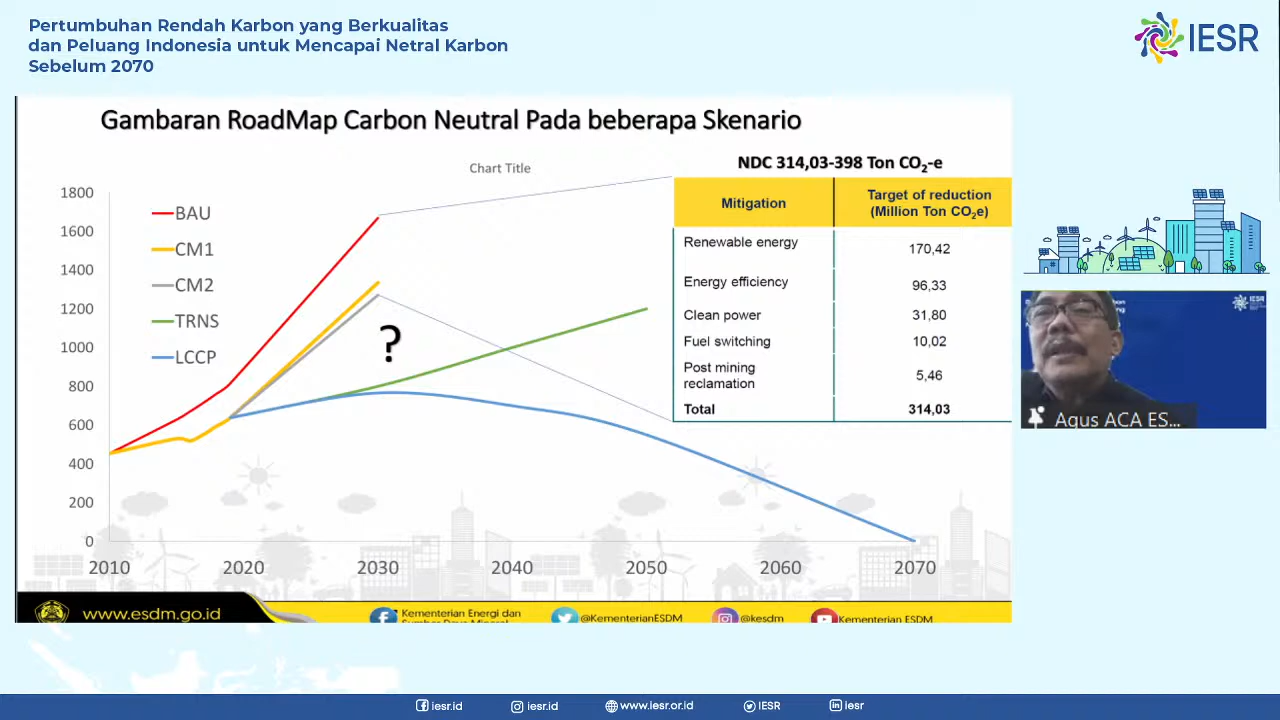 Pertumbuhan Rendah Karbon yang Berkualitas
dan Peluang Indonesia untuk Mencapai Netral Karbon
Sebelum 2070
IESR
Gambaran RoadMap Carbon Neutral Pada beberapa Skenario
Chart Title
NDC 314,03-398 Ton CO₂-e
1800
1600
1400
1200
1000
800
600
400
200
0
2010 2020 2030 2040 2050 2060 2070
BAU
CM1
CM2
TRNS
LCCP
?
Mitigation Target of reduction
(Million Ton CO₂e)
Renewable energy 170,42
Energy efficiency 96,33
Clean power 31,80
Fuel switching 10,02
Post mining
reclamation 5,46
Total 314,03
IESR
Agus ACA ES...
www.esdm.go.id
Kementerian Energi dan
Sumber Daya Mineral
@KementerianESDM
@kesdm
Kementerian ESDM
iesr.id iesr.id www.iesr.or.id IESR iesr